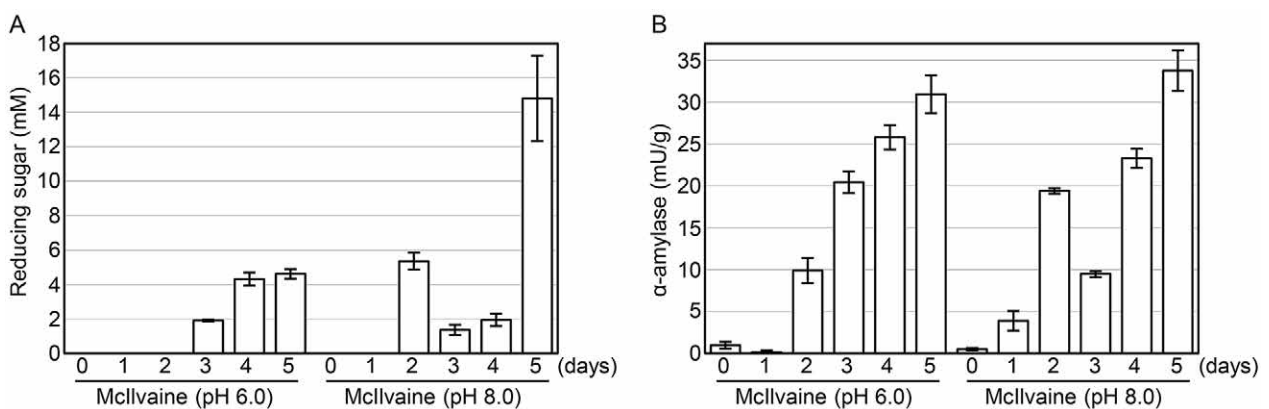 A
Reducing sugar (mM)
18
16
14
12
10
8
6
4
2
0
0 1 2 3 4 5 0 1 2 3 4 5 (days)
McIlvaine (pH 6.0) McIlvaine (pH 8.0)
B
α-amylase (mU/g)
35
30
25
20
15
10
5
0
0 1 2 3 4 5 0 1 2 3 4 5 (days)
McIlvaine (pH 6.0) McIlvaine (pH 8.0)